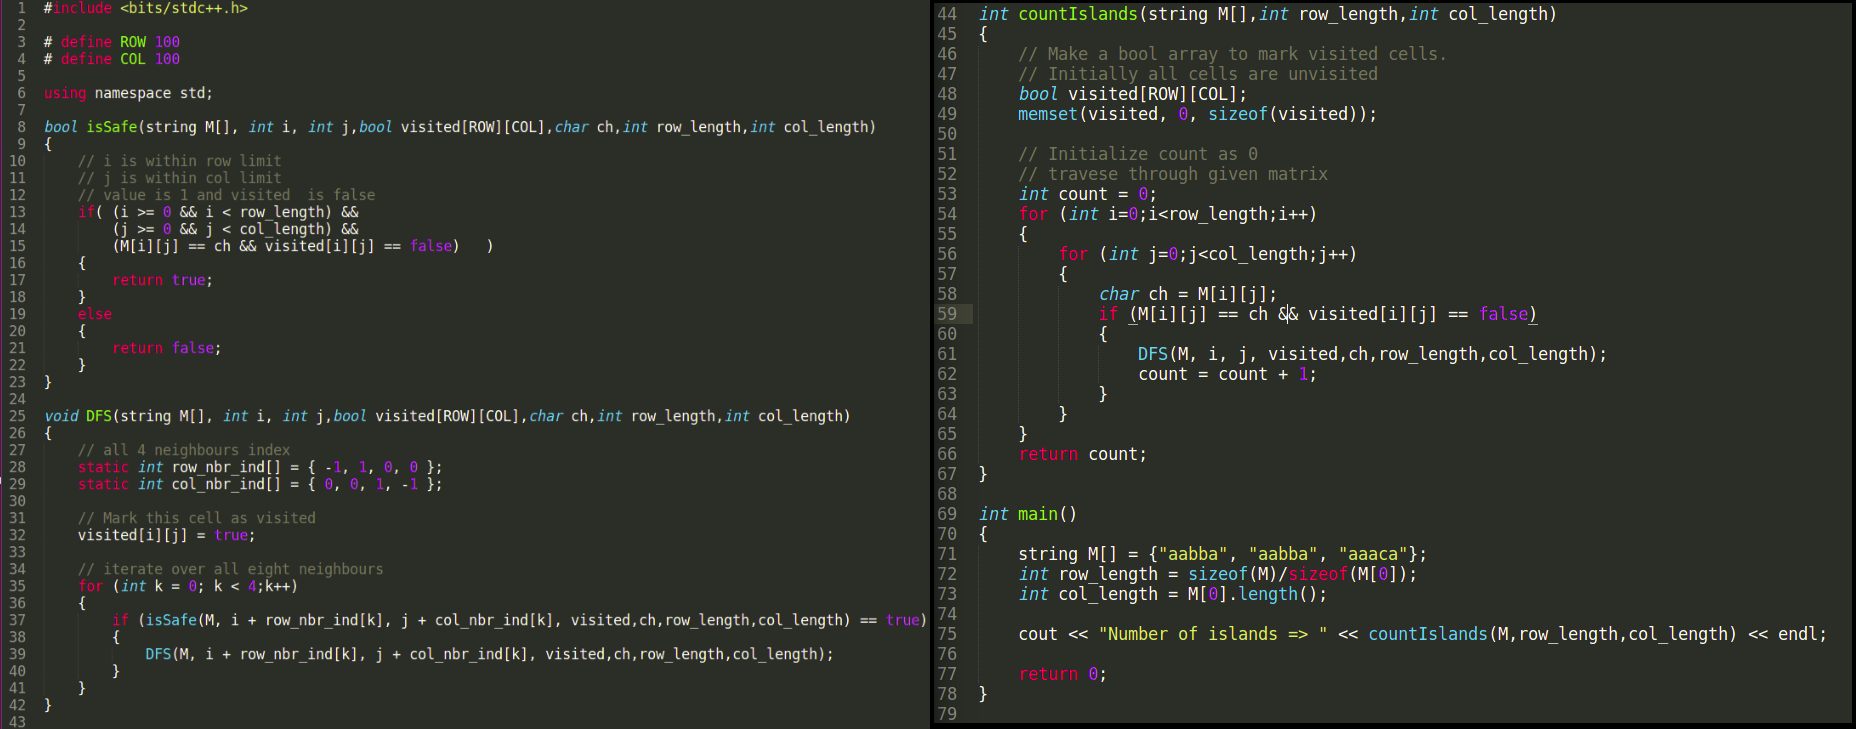 1 #include <bits/stdc++.h>
2
3 # define ROW 100
4 # define COL 100
5
6 using namespace std;
7
8 bool isSafe(string M[], int i, int j,bool visited[ROW][COL],char ch,int row_length,int col_length)
9 {
10     // i is within row limit
11     // j is within col limit
12     // value is 1 and visited  is false
13     if( (i >= 0 && i < row_length) &&
14         (j >= 0 && j < col_length) &&
15         (M[i][j] == ch && visited[i][j] == false)   )
16     {
17         return true;
18     }
19     else
20     {
21         return false;
22     }
23 }
24
25 void DFS(string M[], int i, int j,bool visited[ROW][COL],char ch,int row_length,int col_length)
26 {
27     // all 4 neighbours index
28     static int row_nbr_ind[] = { -1, 1, 0, 0 };
29     static int col_nbr_ind[] = { 0, 0, 1, -1 };
30
31     // Mark this cell as visited
32     visited[i][j] = true;
33
34     // iterate over all eight neighbours
35     for (int k = 0; k < 4;k++)
36     {
37         if (isSafe(M, i + row_nbr_ind[k], j + col_nbr_ind[k], visited,ch,row_length,col_length) == true)
38         {
39             DFS(M, i + row_nbr_ind[k], j + col_nbr_ind[k], visited,ch,row_length,col_length);
40         }
41     }
42 }
43
44 int countIslands(string M[],int row_length,int col_length)
45 {
46     // Make a bool array to mark visited cells.
47     // Initially all cells are unvisited
48     bool visited[ROW][COL];
49     memset(visited, 0, sizeof(visited));
50
51     // Initialize count as 0
52     // travese through given matrix
53     int count = 0;
54     for (int i=0;i<row_length;i++)
55     {
56         for (int j=0;j<col_length;j++)
57         {
58             char ch = M[i][j];
59             if (M[i][j] == ch && visited[i][j] == false)
60             {
61                 DFS(M, i, j, visited,ch,row_length,col_length);
62                 count = count + 1;
63             }
64         }
65     }
66     return count;
67 }
68
69 int main()
70 {
71     string M[] = {"aabba", "aabba", "aaaca"};
72     int row_length = sizeof(M)/sizeof(M[0]);
73     int col_length = M[0].length();
74
75     cout << "Number of islands => " << countIslands(M,row_length,col_length) << endl;
76
77     return 0;
78 }
79